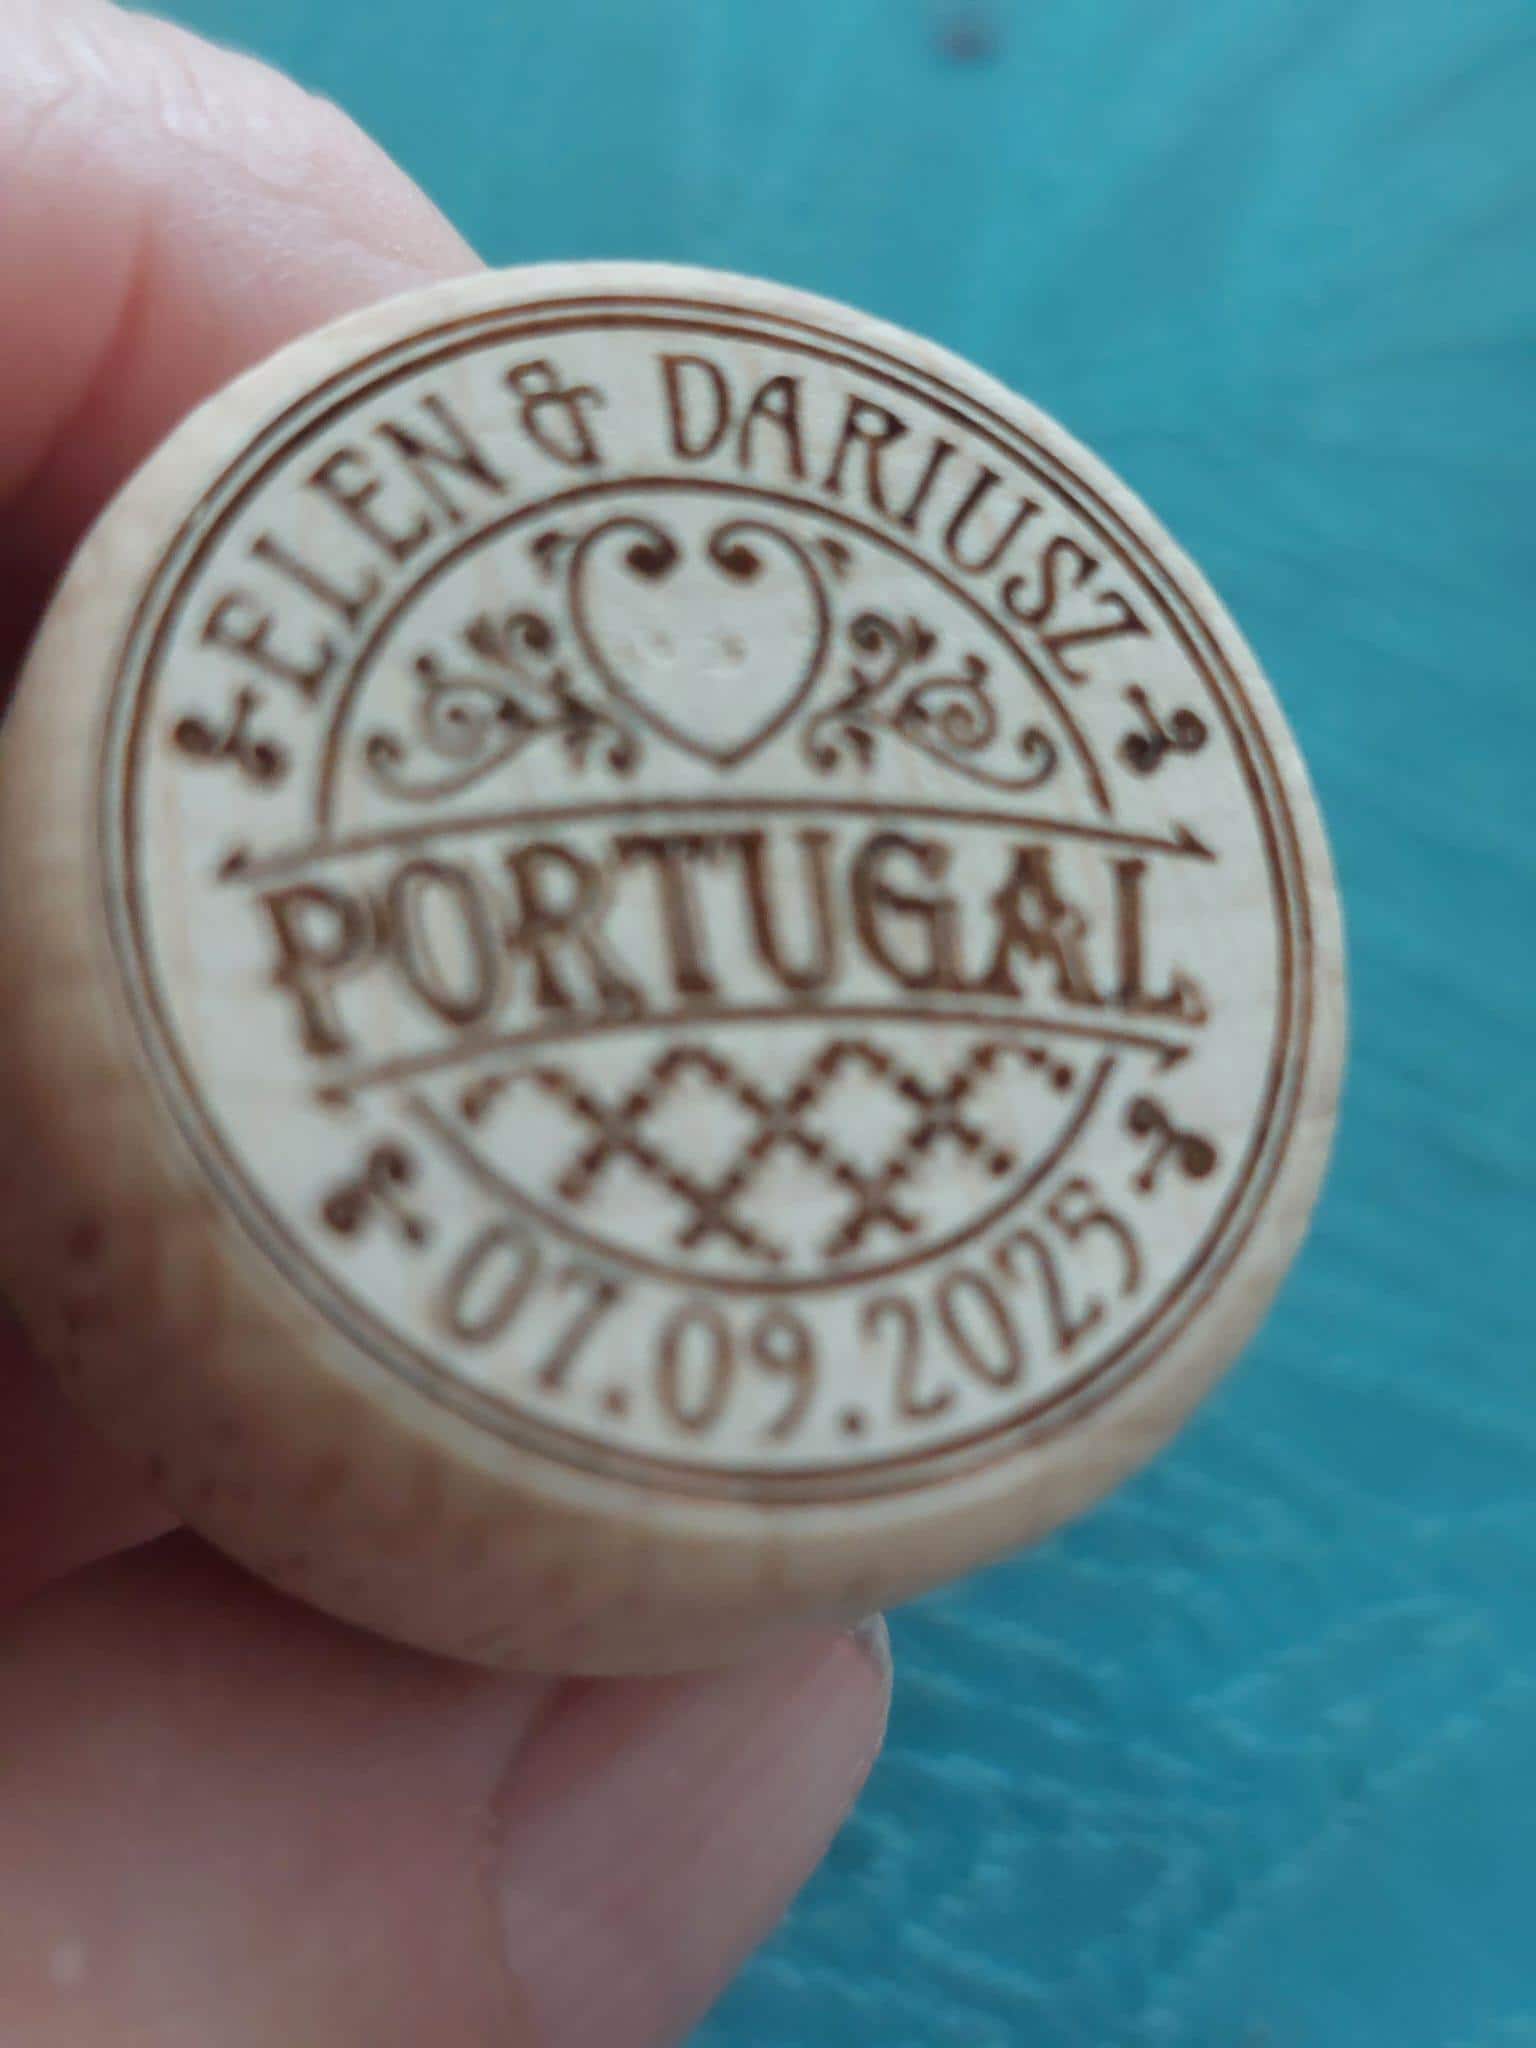 ELEN & DARIUSZ
PORTUGAL
07.09.2025